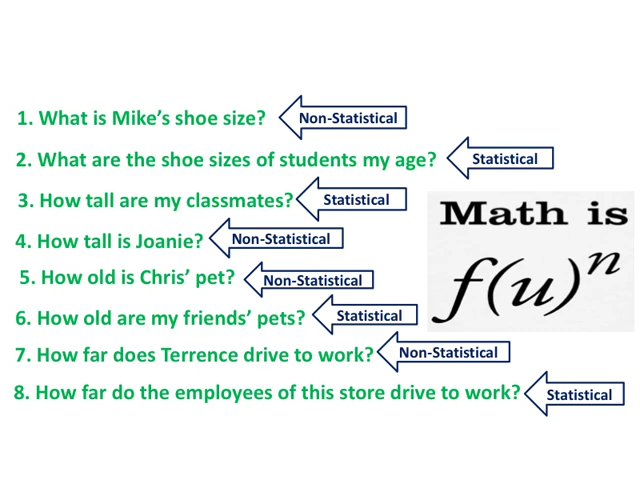 1. What is Mike's shoe size? Non-Statistical
2. What are the shoe sizes of students my age? Statistical
3. How tall are my classmates? Statistical
4. How tall is Joanie? Non-Statistical
5. How old is Chris' pet? Non-Statistical
6. How old are my friends' pets? Statistical
7. How far does Terrence drive to work? Non-Statistical
8. How far do the employees of this store drive to work? Statistical
Math is
f(u)ⁿ